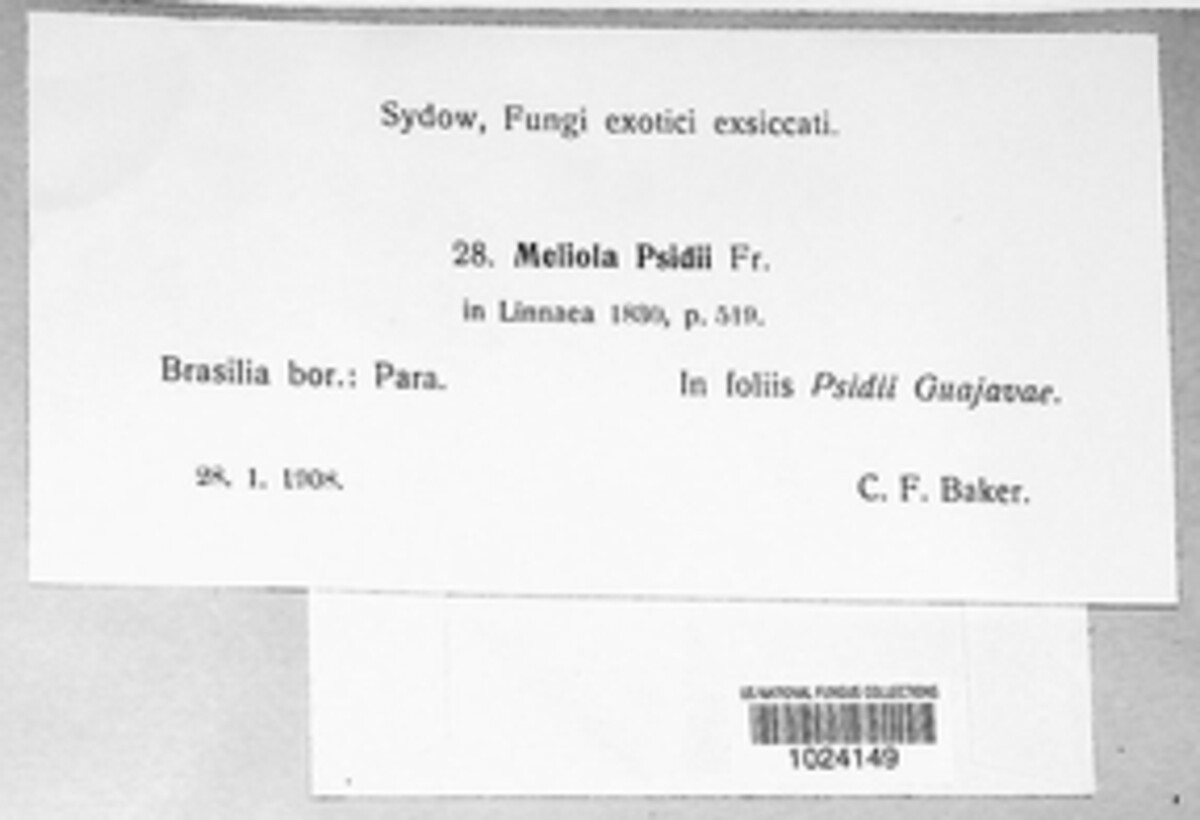 Sydow, Fungi exotici exsiccati.
28. Meliola Psidii Fr.
in Linnaea 1830, p. 549.
Brasilia bor.: Para.
In foliis Psidii Guajavae.
28. 1. 1908.
C. F. Baker.
US NATIONAL FUNGUS COLLECTIONS
1024149